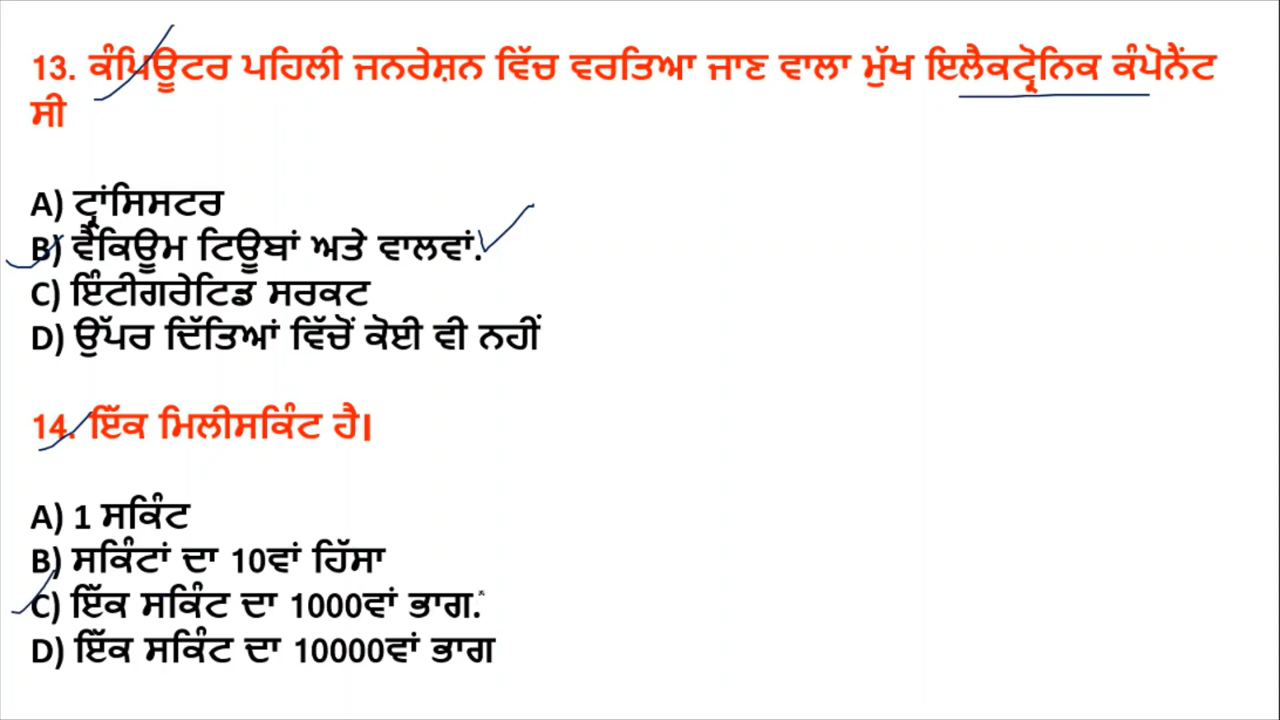 13. ਕੰਪਿਊਟਰ ਪਹਿਲੀ ਜਨਰੇਸ਼ਨ ਵਿੱਚ ਵਰਤਿਆ ਜਾਣ ਵਾਲਾ ਮੁੱਖ ਇਲੈਕਟ੍ਰੋਨਿਕ ਕੰਪੋਨੈਂਟ
ਸੀ
A) ਟ੍ਰਾਂਸਿਸਟਰ
B) ਵੈਕਿਊਮ ਟਿਊਬਾਂ ਅਤੇ ਵਾਲਵਾਂ.
C) ਇੰਟੀਗਰੇਟਿਡ ਸਰਕਟ
D) ਉੱਪਰ ਦਿੱਤਿਆਂ ਵਿੱਚੋਂ ਕੋਈ ਵੀ ਨਹੀਂ
14. ਇੱਕ ਮਿਲੀਸਕਿੰਟ ਹੈ।
A) 1 ਸਕਿੰਟ
B) ਸਕਿੰਟਾਂ ਦਾ 10ਵਾਂ ਹਿੱਸਾ
C) ਇੱਕ ਸਕਿੰਟ ਦਾ 1000ਵਾਂ ਭਾਗ.
D) ਇੱਕ ਸਕਿੰਟ ਦਾ 10000ਵਾਂ ਭਾਗ